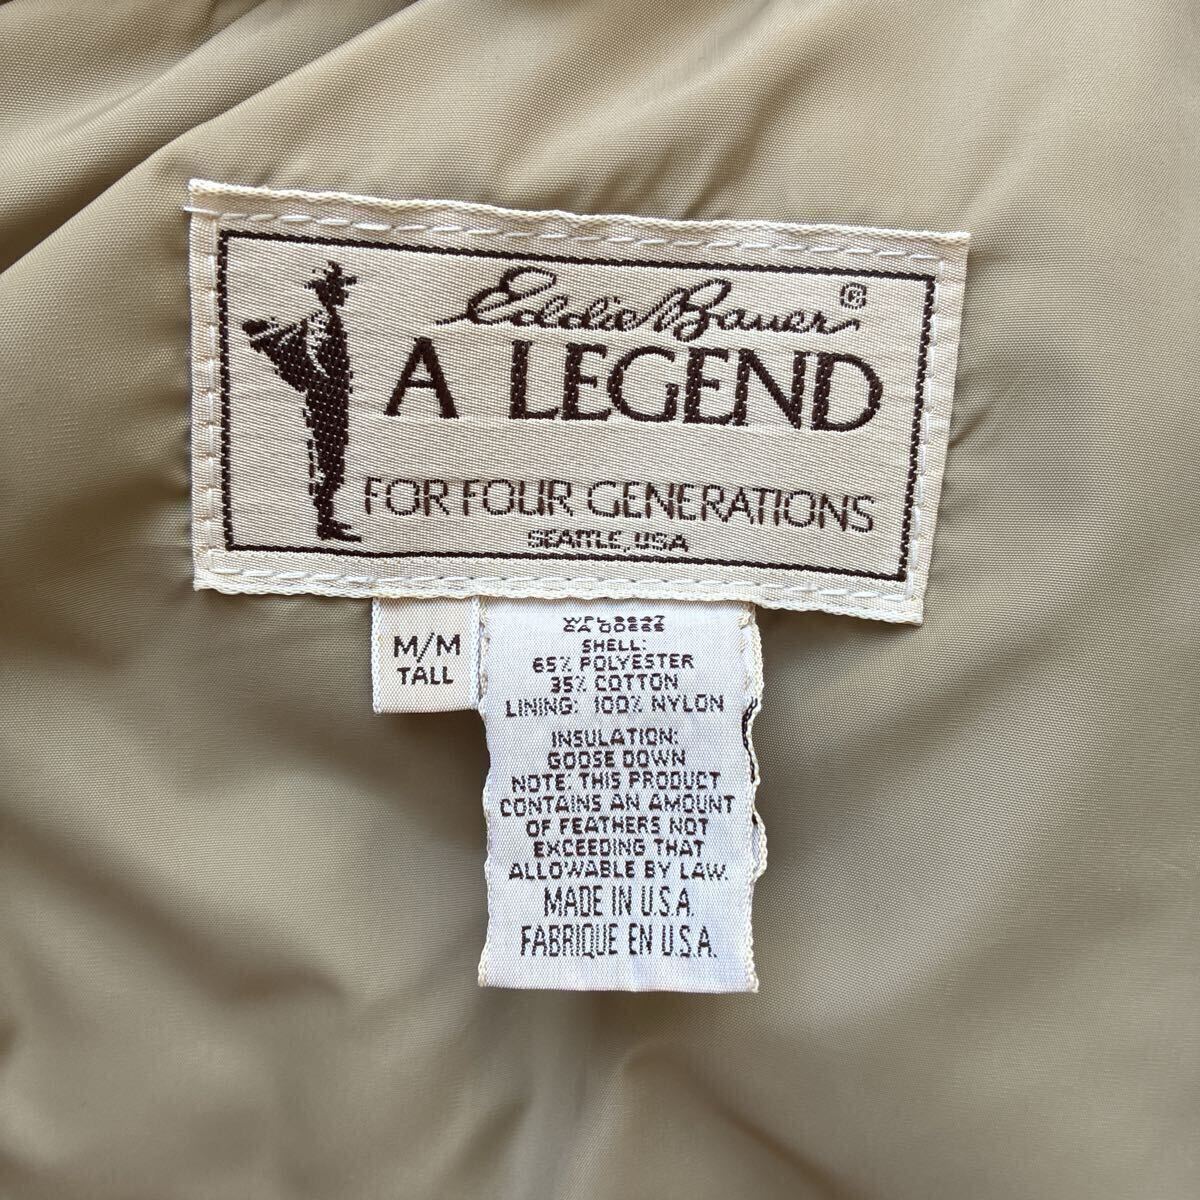 Eddie Bauer ®
A LEGEND
FOR FOUR GENERATIONS
SEATTLE, USA
M/M
TALL
SHELL:
65% POLYESTER
35% COTTON
LINING: 100% NYLON
INSULATION:
GOOSE DOWN
NOTE: THIS PRODUCT
CONTAINS AN AMOUNT
OF FEATHERS NOT
EXCEEDING THAT
ALLOWABLE BY LAW.
MADE IN U.S.A.
FABRIQUE EN U.S.A.